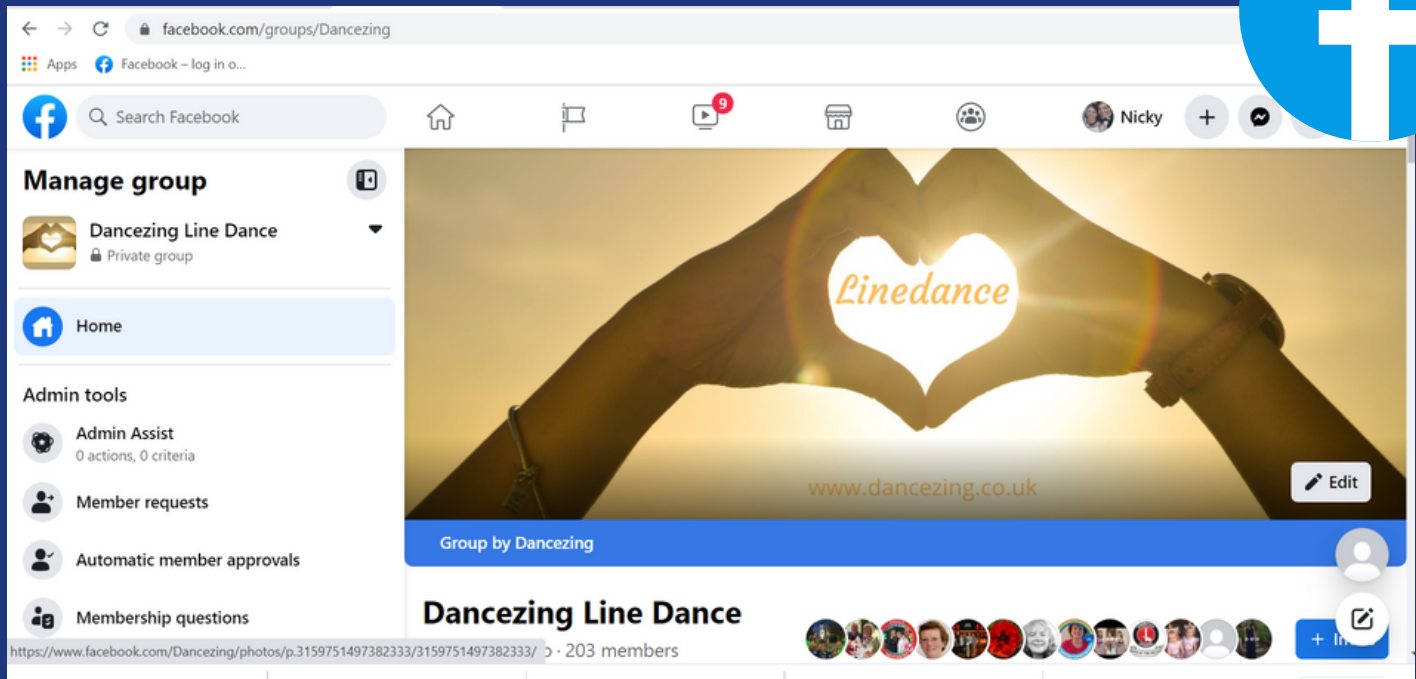 facebook.com/groups/Dancezing
Apps Facebook – log in o...
Search Facebook
9
Nicky
Manage group
Dancezing Line Dance
Private group
Home
Admin tools
Admin Assist
0 actions, 0 criteria
Member requests
Automatic member approvals
Membership questions
https://www.facebook.com/Dancezing/photos/p.3159751497382333/3159751497382333/
Linedance
www.dancezing.co.uk
Edit
Group by Dancezing
Dancezing Line Dance
· 203 members
+